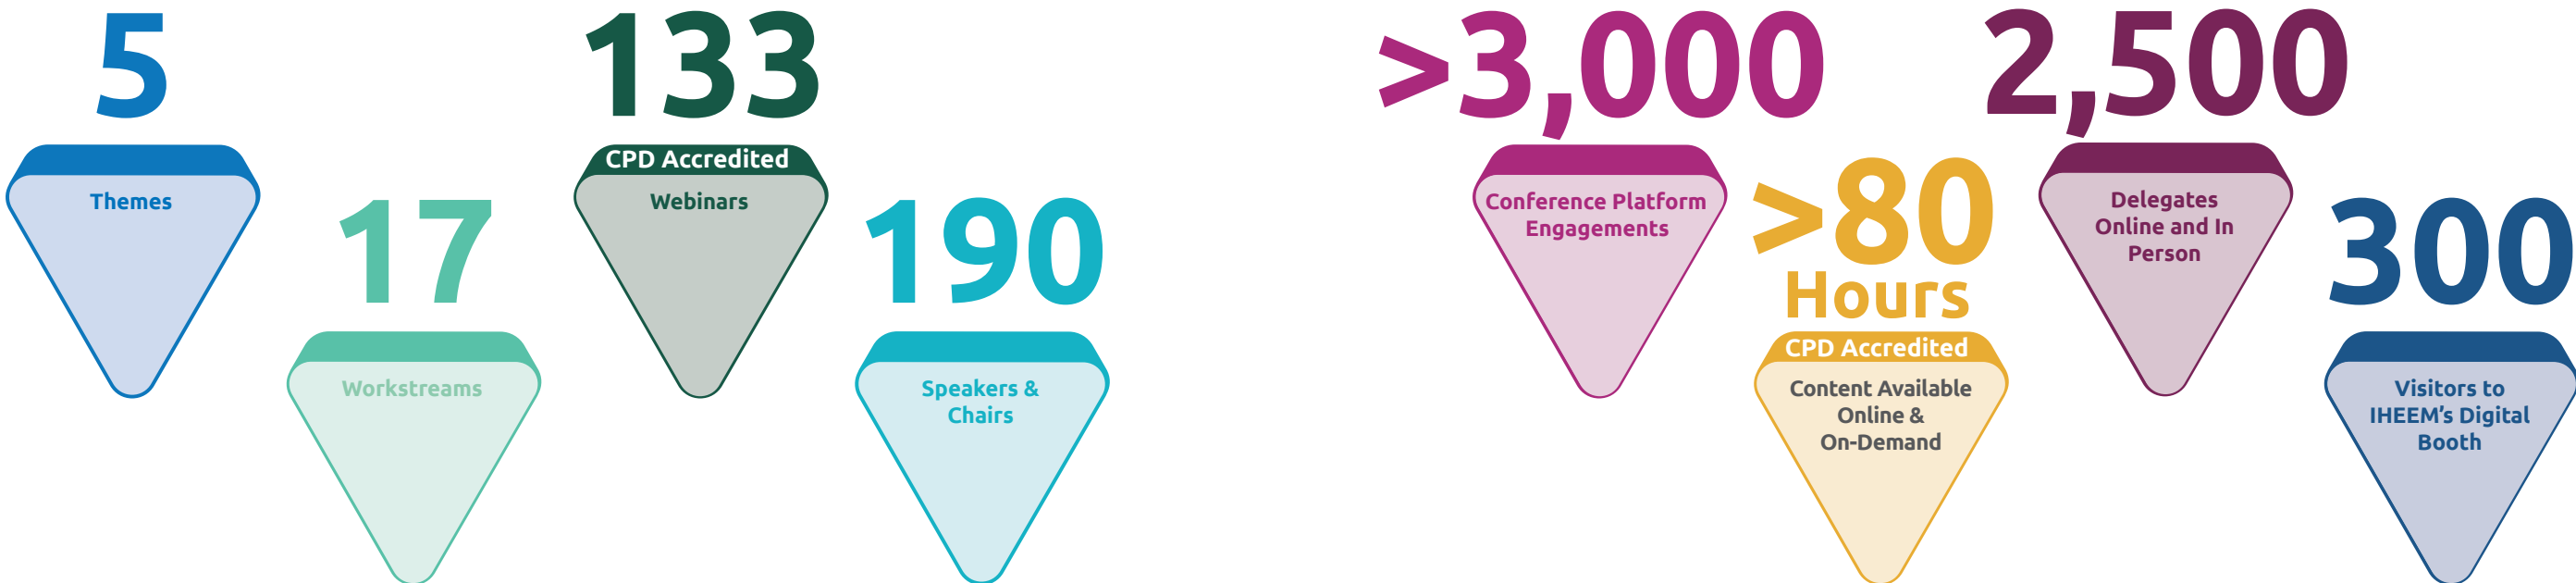 5
Themes
17
Workstreams
133
CPD Accredited
Webinars
190
Speakers &
Chairs
>3,000
Conference Platform
Engagements
>80
Hours
CPD Accredited
Content Available
Online &
On-Demand
2,500
Delegates
Online and In
Person
300
Visitors to
IHEEM’s Digital
Booth